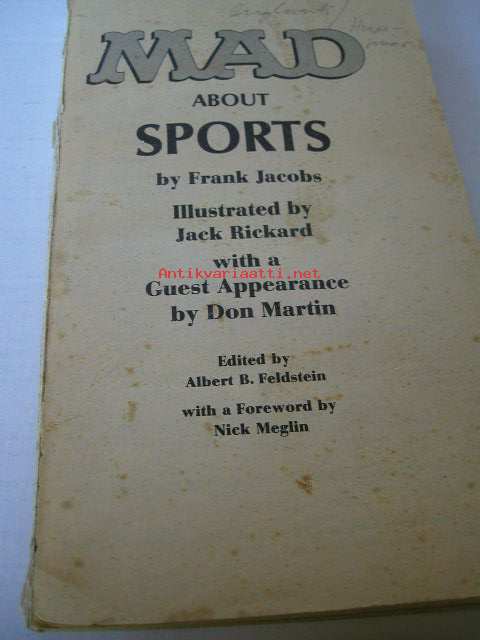 MAD
ABOUT
SPORTS
by Frank Jacobs
Illustrated by
Jack Rickard
with a
Antikvariaatti.net
Guest Appearance
by Don Martin
Edited by
Albert B. Feldstein
with a Foreword by
Nick Meglin